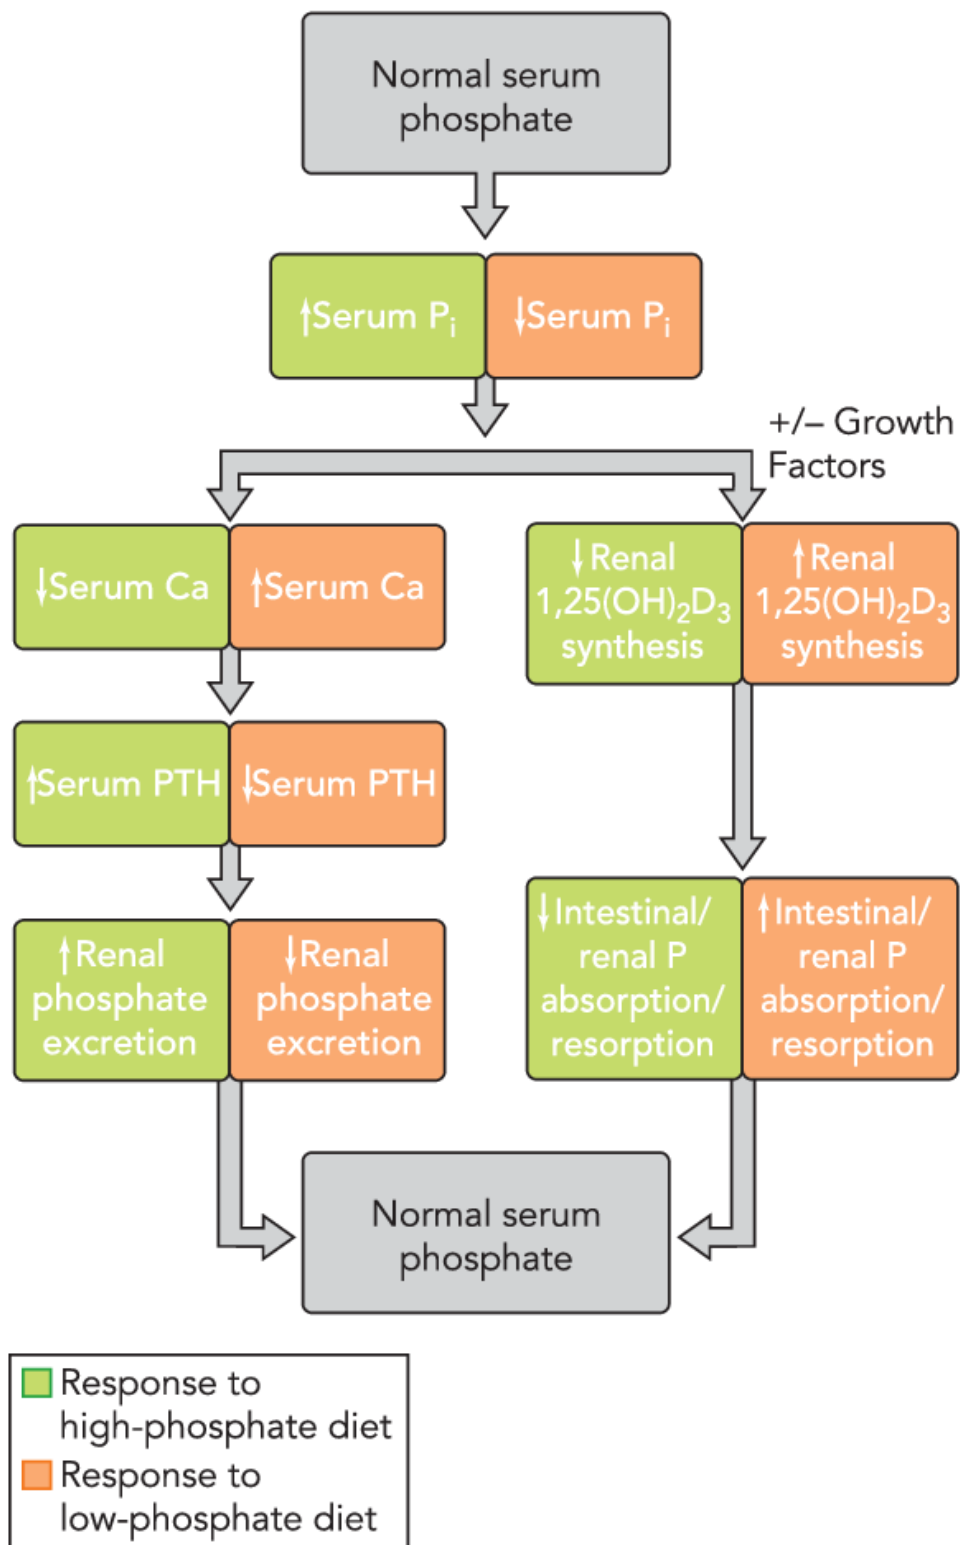 Normal serum
phosphate
↑Serum Pi
↓Serum Pi
+/– Growth
Factors
↓Serum Ca
↑Serum Ca
↓Renal
1,25(OH)2D3
synthesis
↑Renal
1,25(OH)2D3
synthesis
↑Serum PTH
↓Serum PTH
↑Renal
phosphate
excretion
↓Renal
phosphate
excretion
↓Intestinal/
renal P
absorption/
resorption
↑Intestinal/
renal P
absorption/
resorption
Normal serum
phosphate
Response to
high-phosphate diet
Response to
low-phosphate diet